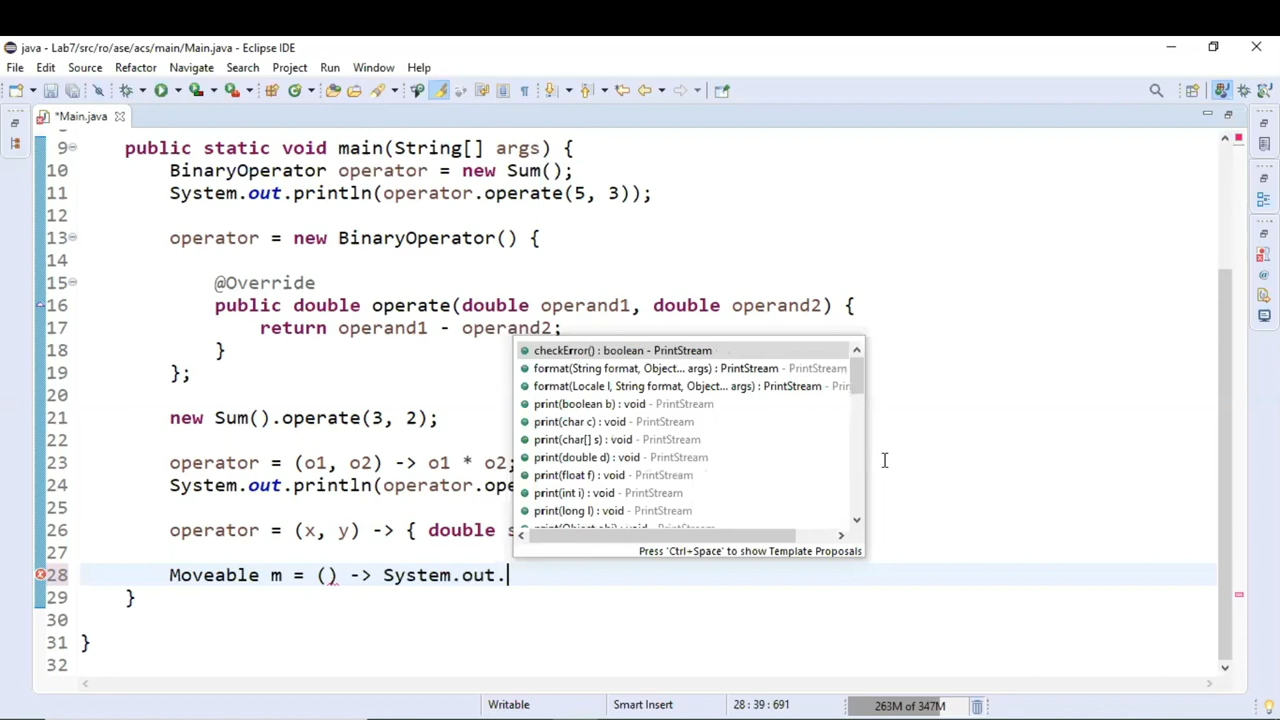 java - Lab7/src/ro/ase/acs/main/Main.java - Eclipse IDE
File Edit Source Refactor Navigate Search Project Run Window Help
*Main.java
9 public static void main(String[] args) {
10 BinaryOperator operator = new Sum();
11 System.out.println(operator.operate(5, 3));
12
13 operator = new BinaryOperator() {
14
15 @Override
16 public double operate(double operand1, double operand2) {
17 return operand1 - operand2;
18 }
19 };
20
21 new Sum().operate(3, 2);
22
23 operator = (o1, o2) -> o1 * o2;
24 System.out.println(operator.ope
25
26 operator = (x, y) -> { double s
27
28 Moveable m = () -> System.out.
29 }
30
31 }
32
checkError() : boolean - PrintStream
format(String format, Object... args) : PrintStream - PrintStream
format(Locale l, String format, Object... args) : PrintStream - Prin
print(boolean b) : void - PrintStream
print(char c) : void - PrintStream
print(char[] s) : void - PrintStream
print(double d) : void - PrintStream
print(float f) : void - PrintStream
print(int i) : void - PrintStream
print(long l) : void - PrintStream
print(Object obj) : void - PrintStream
Press 'Ctrl+Space' to show Template Proposals
Writable Smart Insert 28 : 39 : 691 263M of 347M